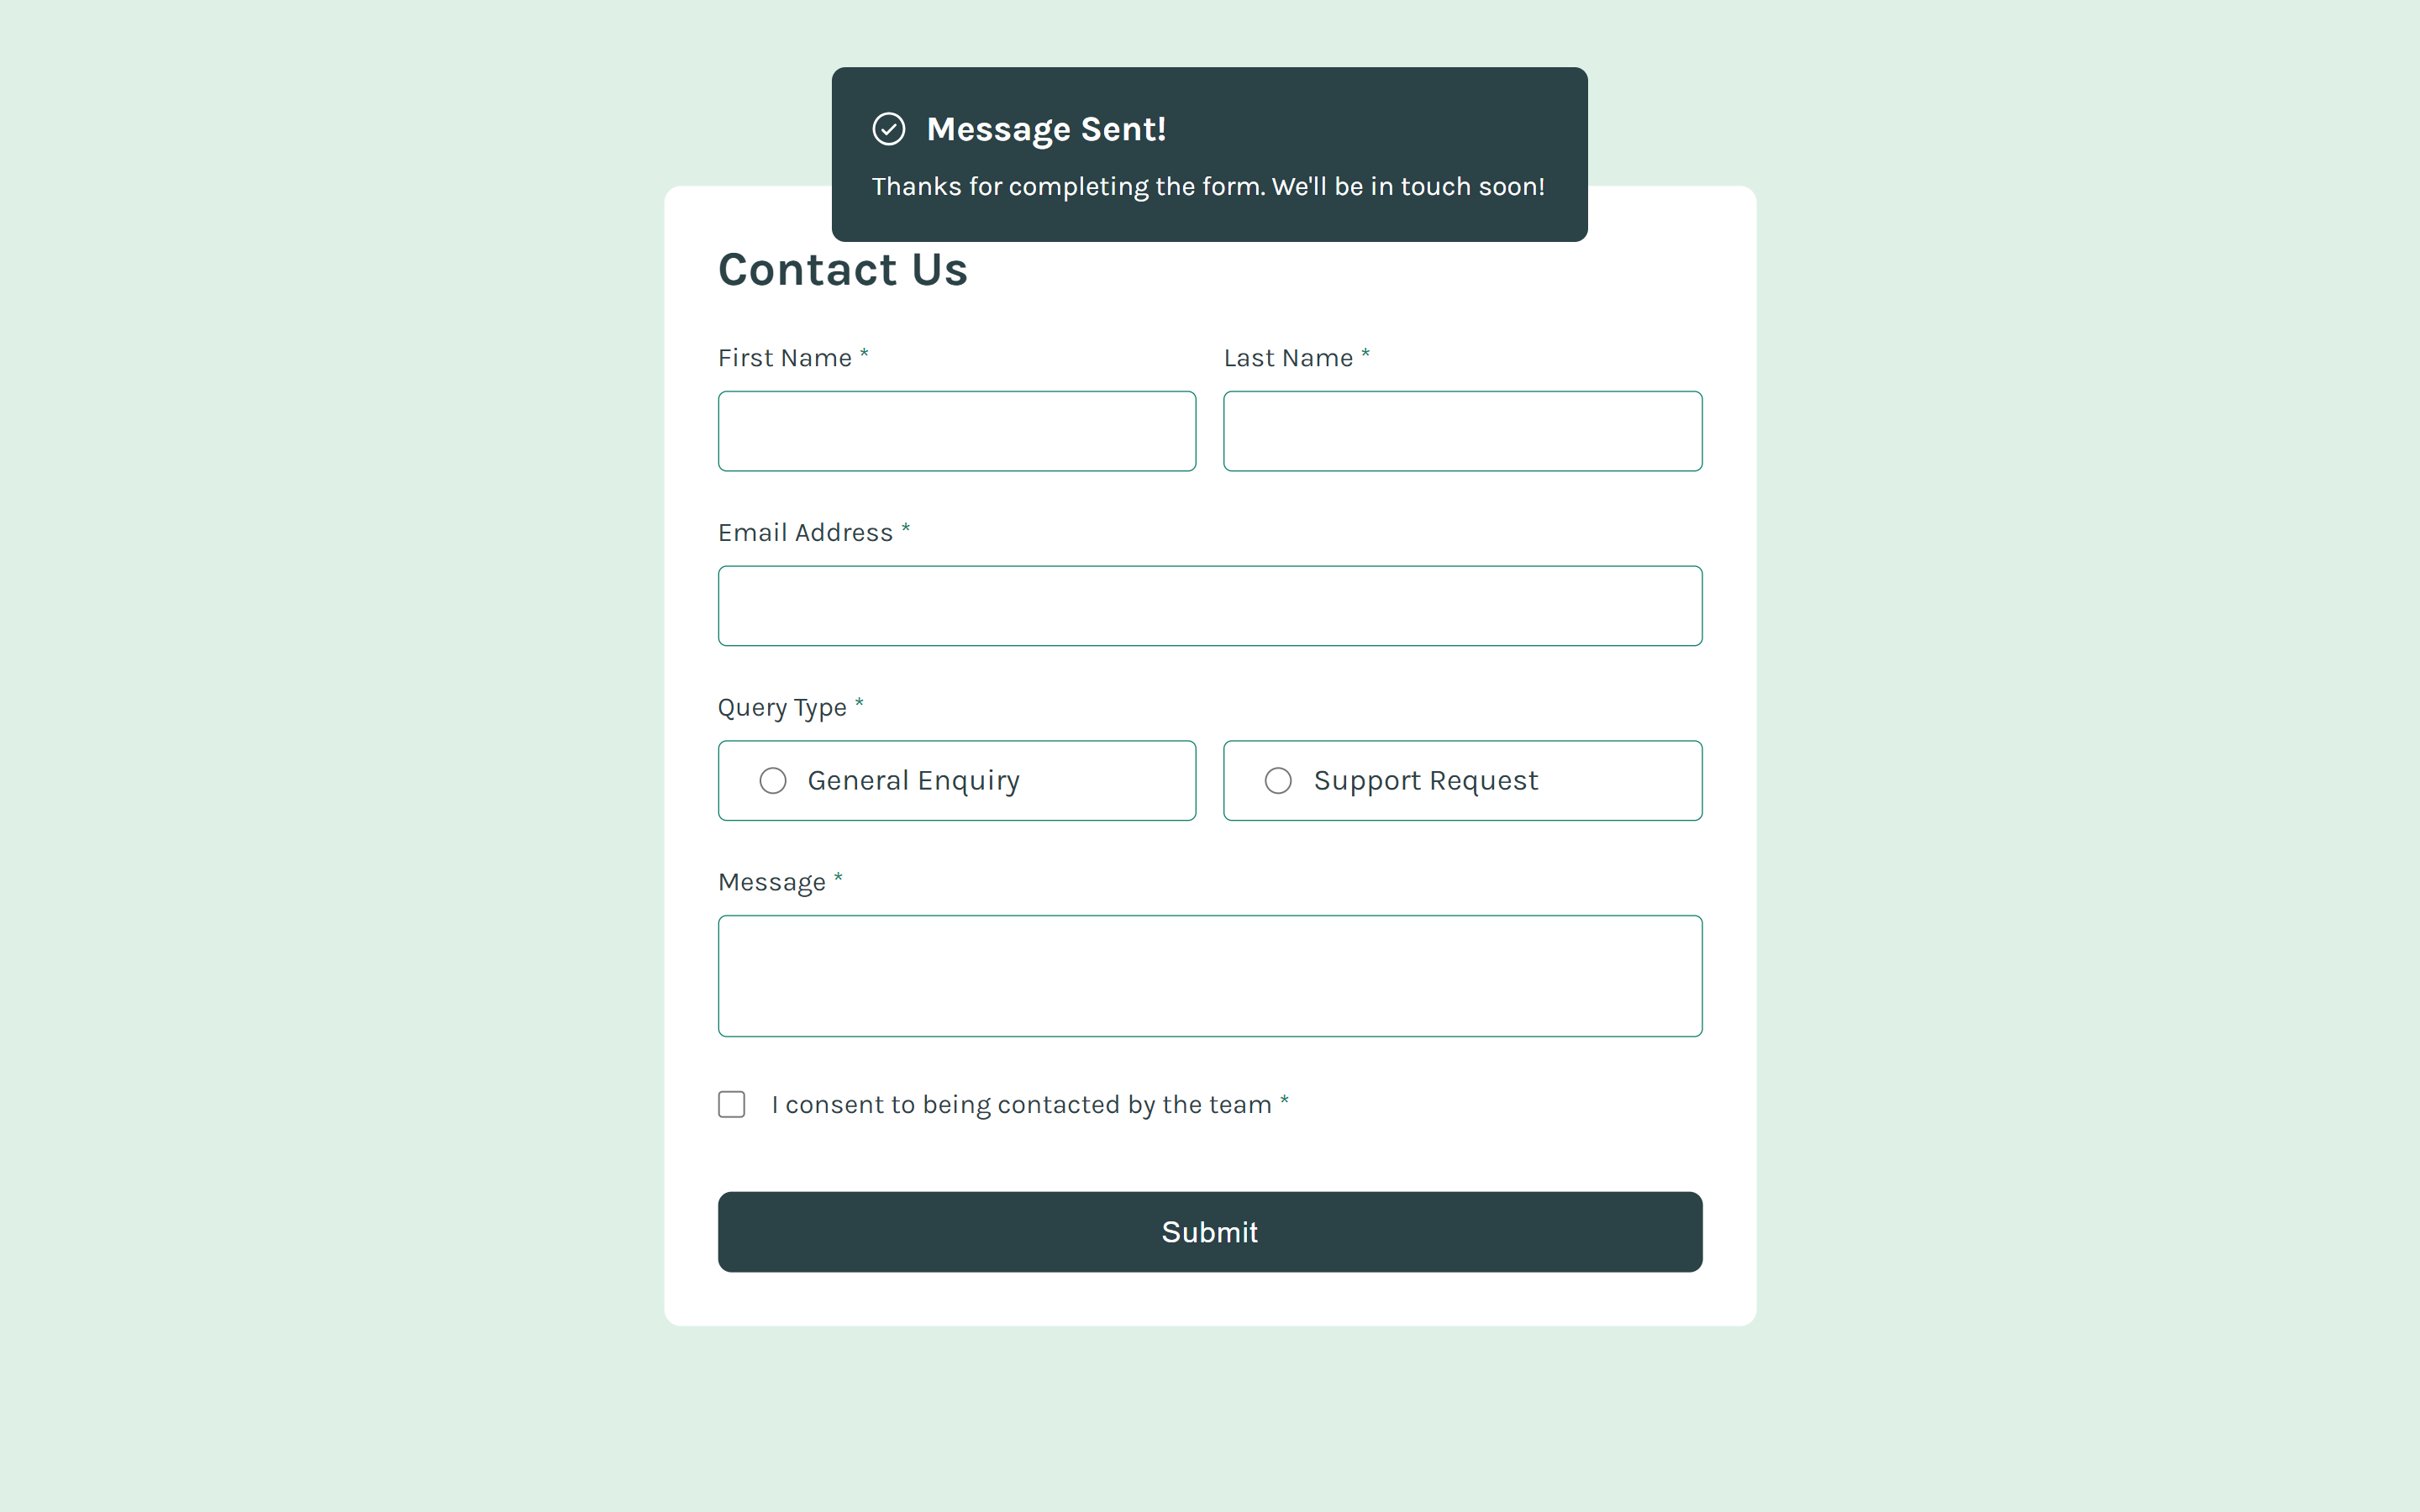 Message Sent!
Thanks for completing the form. We'll be in touch soon!
Contact Us
First Name *
Last Name *
Email Address *
Query Type *
General Enquiry
Support Request
Message *
I consent to being contacted by the team *
Submit